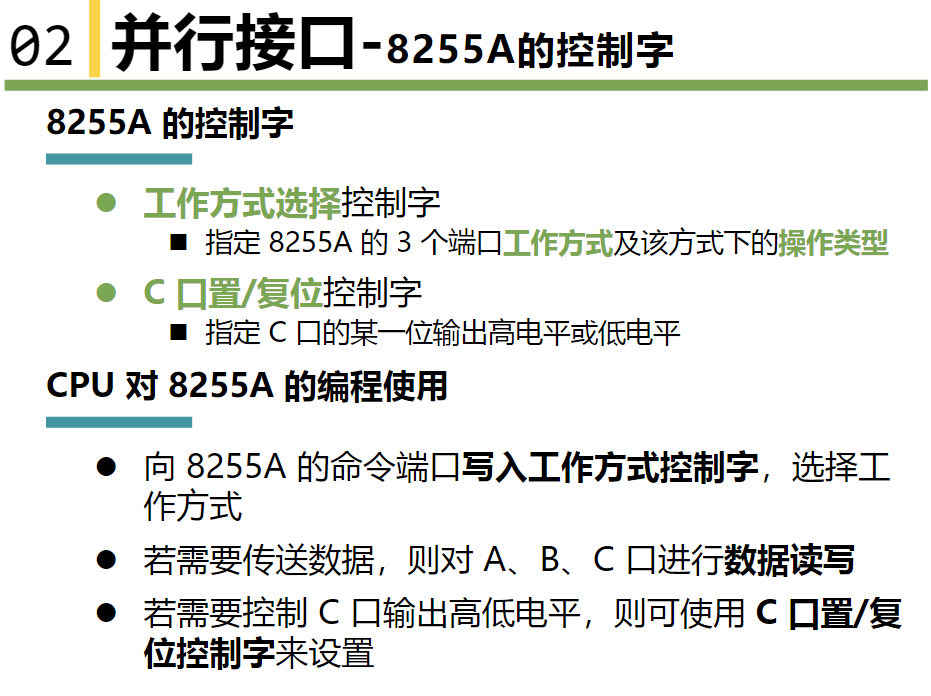 02 并行接口-8255A的控制字
8255A 的控制字
● 工作方式选择控制字
■ 指定 8255A 的 3 个端口工作方式及该方式下的操作类型
● C 口置/复位控制字
■ 指定 C 口的某一位输出高电平或低电平
CPU 对 8255A 的编程使用
● 向 8255A 的命令端口写入工作方式控制字，选择工
作方式
● 若需要传送数据，则对 A、B、C 口进行数据读写
● 若需要控制 C 口输出高低电平，则可使用 C 口置/复
位控制字来设置